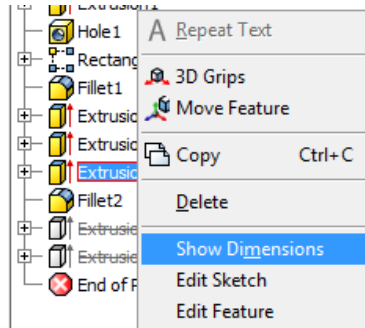 Extrusion1
Hole1
Rectang
Fillet1
Extrusio
Extrusio
Extrusio
Fillet2
Extrusio
Extrusio
End of P
A Repeat Text
3D Grips
Move Feature
Copy Ctrl+C
Delete
Show Dimensions
Edit Sketch
Edit Feature